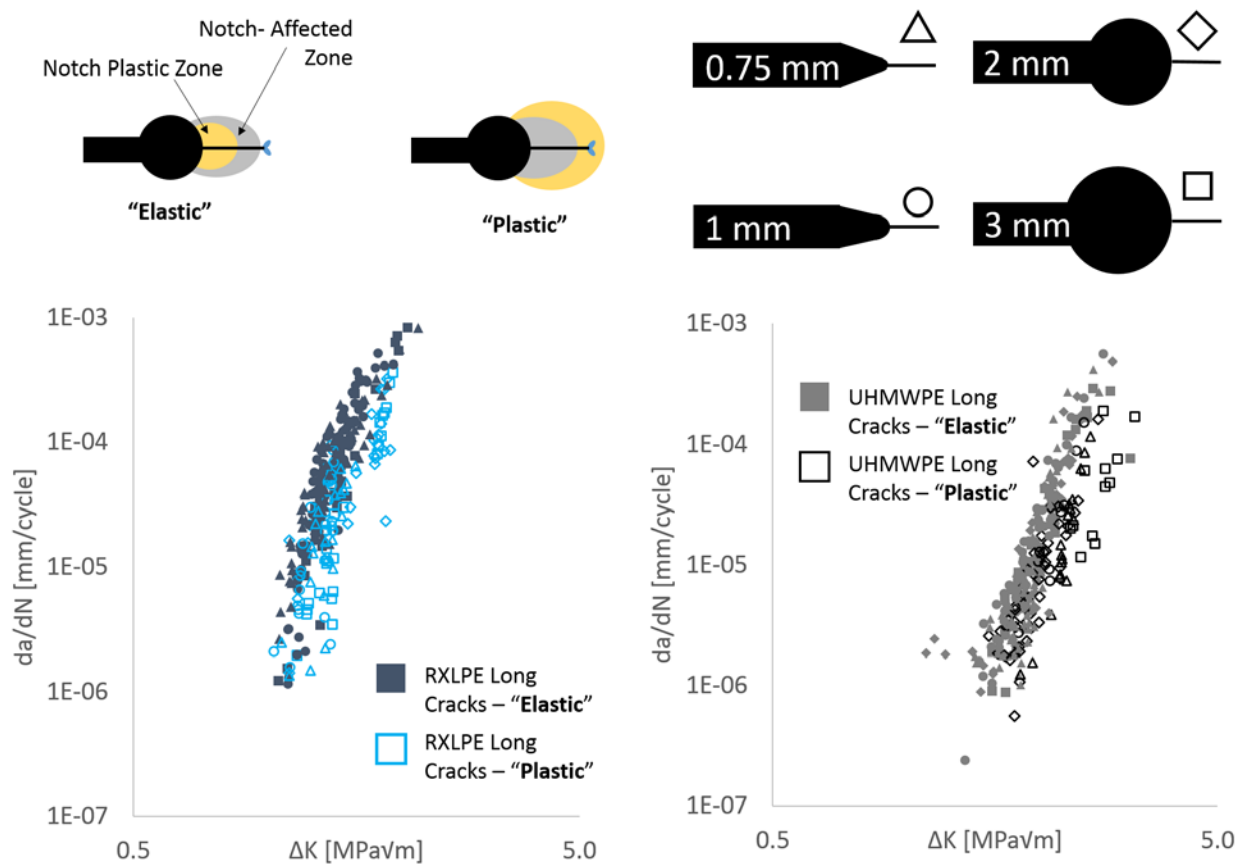 Notch- Affected
Zone
Notch Plastic Zone
"Elastic"
"Plastic"
0.75 mm
2 mm
1 mm
3 mm
1E-03
1E-04
1E-05
1E-06
1E-07
da/dN [mm/cycle]
0.5
ΔK [MPa√m]
5.0
RXLPE Long
Cracks – "Elastic"
RXLPE Long
Cracks – "Plastic"
1E-03
1E-04
1E-05
1E-06
1E-07
da/dN [mm/cycle]
0.5
ΔK [MPa√m]
5.0
UHMWPE Long
Cracks – "Elastic"
UHMWPE Long
Cracks – "Plastic"